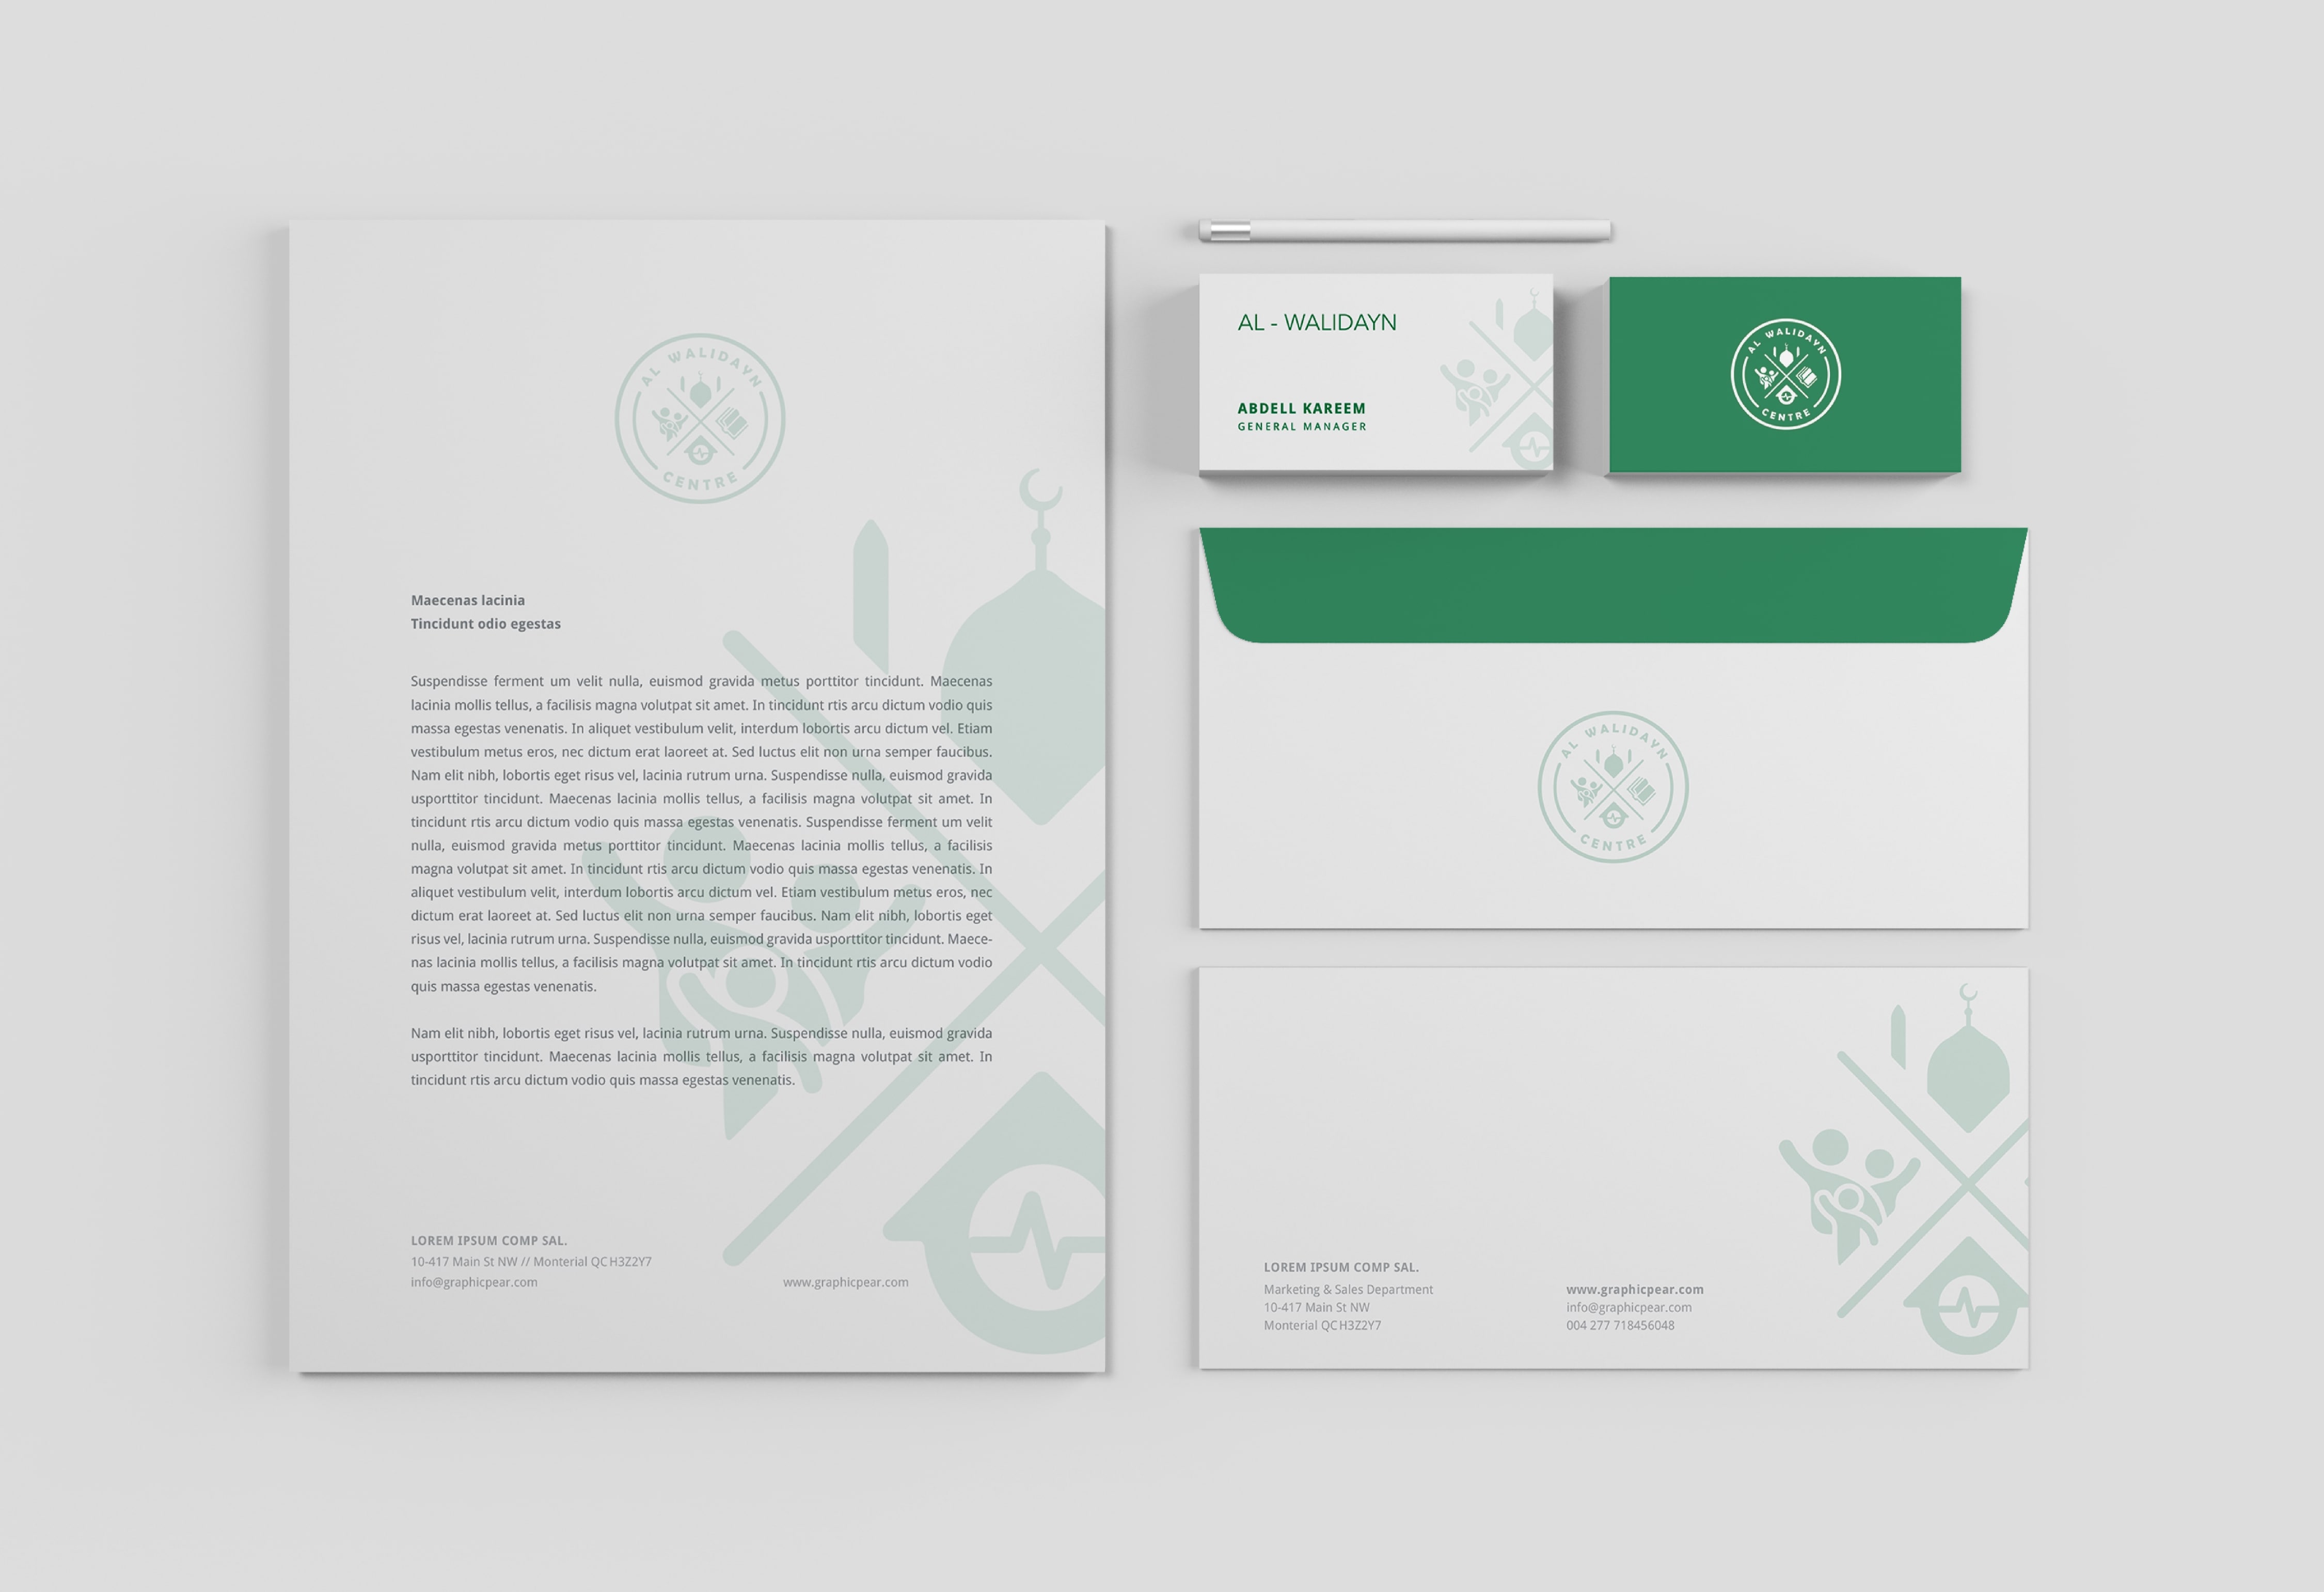 AL WALIDAYN
CENTRE
Maecenas lacinia
Tincidunt odio egestas
Suspendisse ferment um velit nulla, euismod gravida metus porttitor tincidunt. Maecenas
lacinia mollis tellus, a facilisis magna volutpat sit amet. In tincidunt rtis arcu dictum vodio quis
massa egestas venenatis. In aliquet vestibulum velit, interdum lobortis arcu dictum vel. Etiam
vestibulum metus eros, nec dictum erat laoreet at. Sed luctus elit non urna semper faucibus.
Nam elit nibh, lobortis eget risus vel, lacinia rutrum urna. Suspendisse nulla, euismod gravida
usporttitor tincidunt. Maecenas lacinia mollis tellus, a facilisis magna volutpat sit amet. In
tincidunt rtis arcu dictum vodio quis massa egestas venenatis. Suspendisse ferment um velit
nulla, euismod gravida metus porttitor tincidunt. Maecenas lacinia mollis tellus, a facilisis
magna volutpat sit amet. In tincidunt rtis arcu dictum vodio quis massa egestas venenatis. In
aliquet vestibulum velit, interdum lobortis arcu dictum vel. Etiam vestibulum metus eros, nec
dictum erat laoreet at. Sed luctus elit non urna semper faucibus. Nam elit nibh, lobortis eget
risus vel, lacinia rutrum urna. Suspendisse nulla, euismod gravida usporttitor tincidunt. Maece-
nas lacinia mollis tellus, a facilisis magna volutpat sit amet. In tincidunt rtis arcu dictum vodio
quis massa egestas venenatis.
Nam elit nibh, lobortis eget risus vel, lacinia rutrum urna. Suspendisse nulla, euismod gravida
usporttitor tincidunt. Maecenas lacinia mollis tellus, a facilisis magna volutpat sit amet. In
tincidunt rtis arcu dictum vodio quis massa egestas venenatis.
LOREM IPSUM COMP SAL.
10-417 Main St NW // Monterial QC H3Z2Y7
info@graphicpear.com
www.graphicpear.com
AL - WALIDAYN
ABDELL KAREEM
GENERAL MANAGER
AL WALIDAYN
CENTRE
AL WALIDAYN
CENTRE
LOREM IPSUM COMP SAL.
Marketing & Sales Department
10-417 Main St NW
Monterial QC H3Z2Y7
www.graphicpear.com
info@graphicpear.com
004 277 718456048